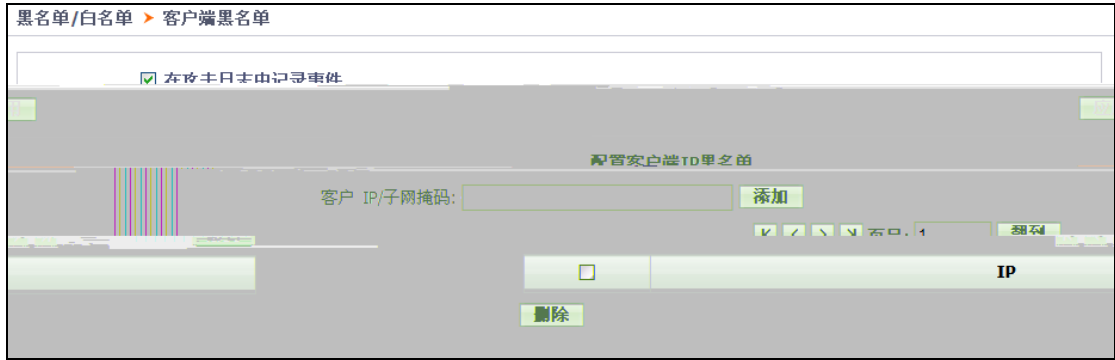 黑名单/白名单 ➤ 客户端黑名单
在攻击日志中记录事件
配置客户端IP黑名单
客户 IP/子网掩码: 添加
页号: 1 翻到
IP
删除